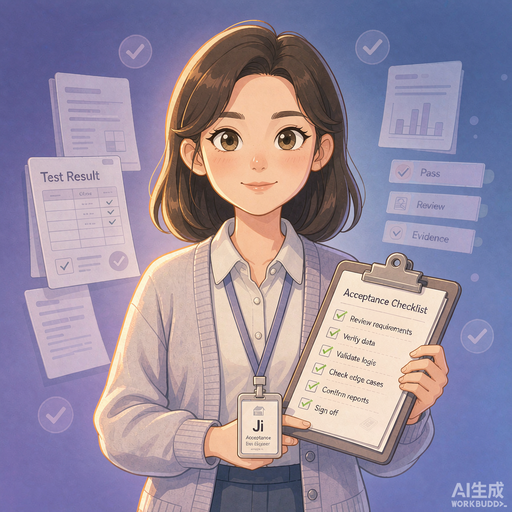 Test Result
Pass
Review
Evidence
Acceptance Checklist
Review requirements
Verify data
Validate logic
Check edge cases
Confirm reports
Sign off
Ji
Acceptance
AI生成
WORKBUDDY